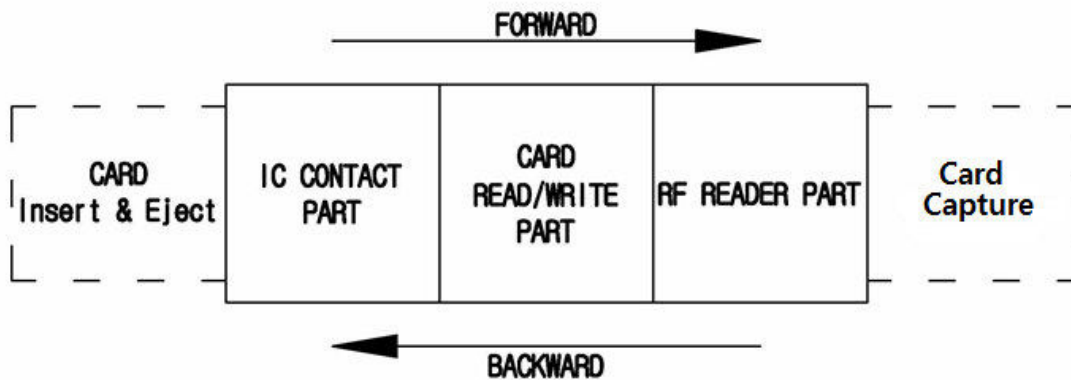 FORWARD
CARD
Insert & Eject
IC CONTACT
PART
CARD
READ/WRITE
PART
RF READER PART
Card
Capture
BACKWARD